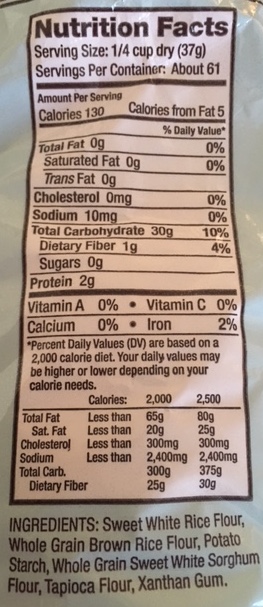 Nutrition Facts
Serving Size: 1/4 cup dry (37g)
Servings Per Container: About 61
Amount Per Serving
Calories 130 Calories from Fat 5
% Daily Value*
Total Fat 0g 0%
Saturated Fat 0g 0%
Trans Fat 0g
Cholesterol 0mg 0%
Sodium 10mg 0%
Total Carbohydrate 30g 10%
Dietary Fiber 1g 4%
Sugars 0g
Protein 2g
Vitamin A 0% • Vitamin C 0%
Calcium 0% • Iron 2%
*Percent Daily Values (DV) are based on a
2,000 calorie diet. Your daily values may
be higher or lower depending on your
calorie needs.
Calories: 2,000 2,500
Total Fat Less than 65g 80g
Sat. Fat Less than 20g 25g
Cholesterol Less than 300mg 300mg
Sodium Less than 2,400mg 2,400mg
Total Carb. 300g 375g
Dietary Fiber 25g 30g
INGREDIENTS: Sweet White Rice Flour,
Whole Grain Brown Rice Flour, Potato
Starch, Whole Grain Sweet White Sorghum
Flour, Tapioca Flour, Xanthan Gum.